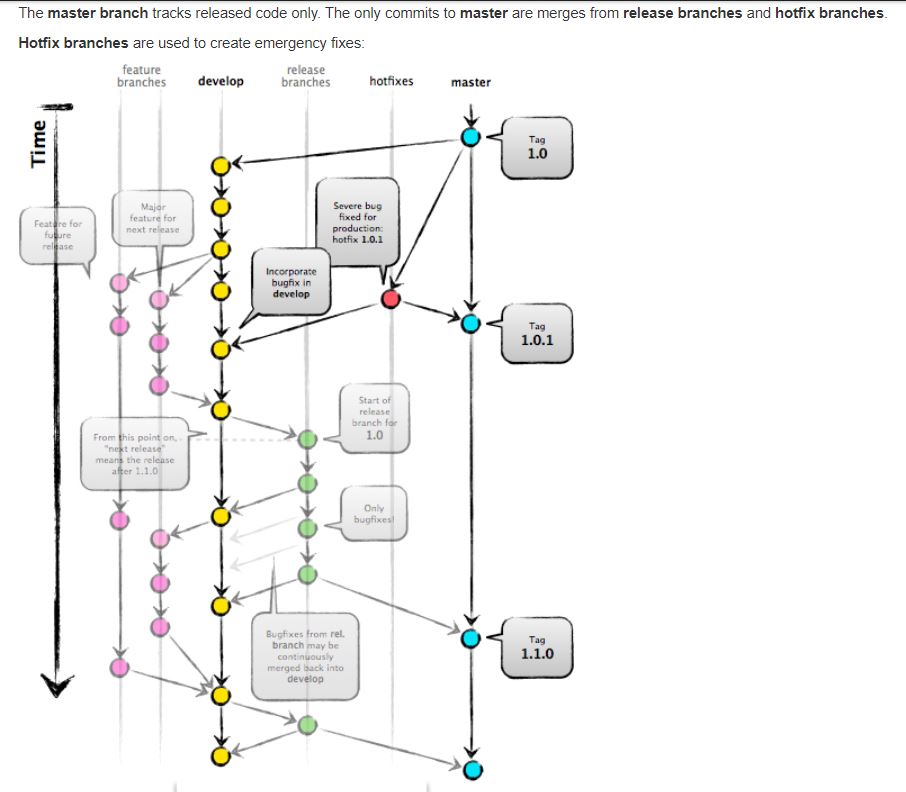 The master branch tracks released code only. The only commits to master are merges from release branches and hotfix branches.
Hotfix branches are used to create emergency fixes:
feature
branches
develop
release
branches
hotfixes
master
Time
Tag
1.0
Feature for
future
release
Major
feature for
next release
Severe bug
fixed for
production:
hotfix 1.0.1
Incorporate
bugfix in
develop
Tag
1.0.1
Start of
release
branch for
1.0
From this point on,
"next release"
means the release
after 1.1.0
Only
bugfixes!
Bugfixes from rel.
branch may be
continuously
merged back into
develop
Tag
1.1.0